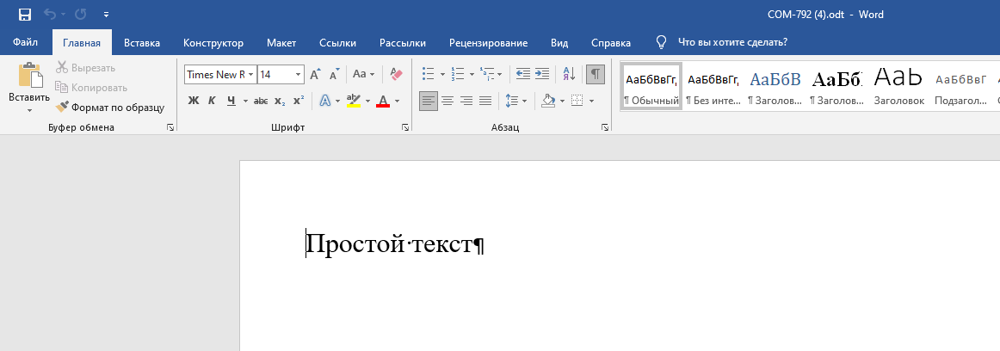 COM-792 (4).odt - Word
Файл Главная Вставка Конструктор Макет Ссылки Рассылки Рецензирование Вид Справка Что вы хотите сделать?
Вставить
Вырезать
Копировать
Формат по образцу
Буфер обмена
Times New R 14 Aa
Ж К Ч abc x₂ x²
Шрифт
Абзац
АаБбВвГг, АаБбВвГг, АаБбВ АаБб АаЬ АаБбВвГ
¶ Обычный ¶ Без инте... ¶ Заголов... ¶ Заголов... Заголовок Подзагол...
Простой·текст¶